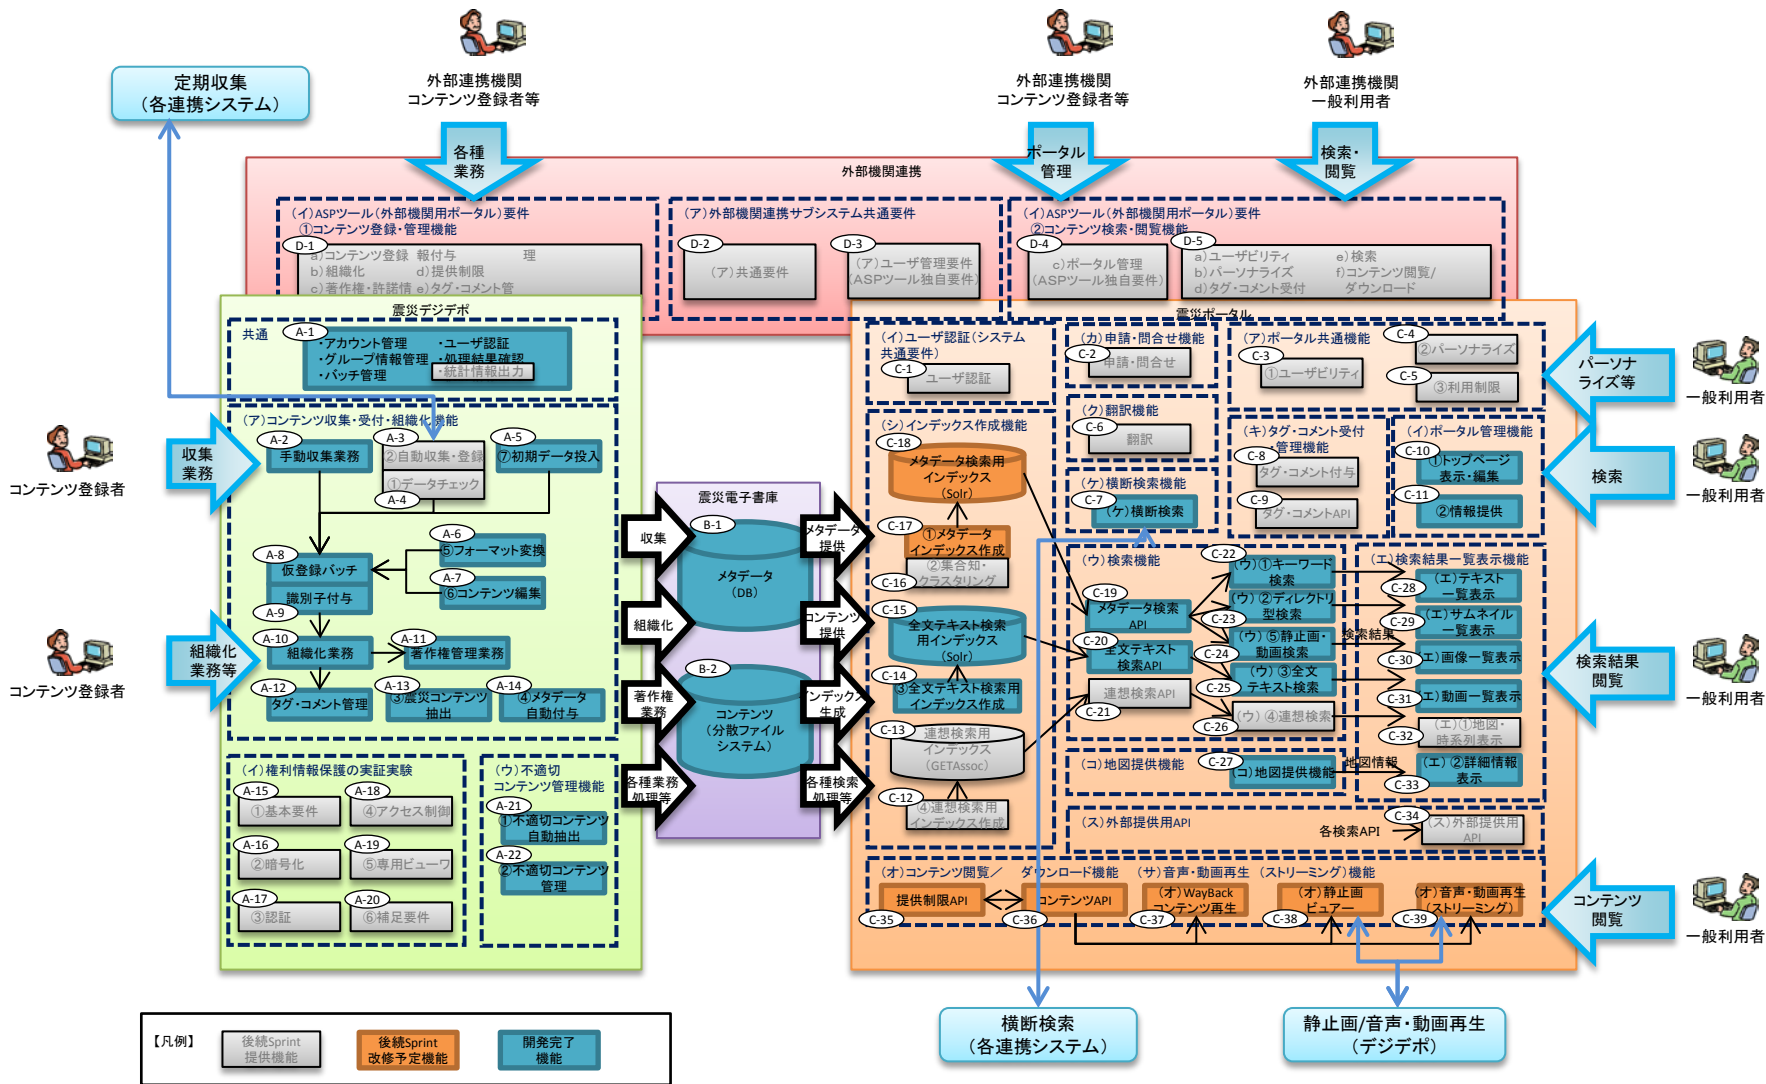 定期収集
(各連携システム)
外部連携機関
コンテンツ登録者等
外部連携機関
コンテンツ登録者等
外部連携機関
一般利用者
各種
業務
ポータル
管理
検索・
閲覧
外部機関連携
(イ)ASPツール(外部機関用ポータル)要件
①コンテンツ登録・管理機能
D-1
a)コンテンツ登録 報付与 理
b)組織化 d)提供制限
c)著作権・許諾情 e)タグ・コメント管
(ア)外部機関連携サブシステム共通要件
D-2
(ア)共通要件
D-3
(ア)ユーザ管理要件
(ASPツール独自要件)
(イ)ASPツール(外部機関用ポータル)要件
②コンテンツ検索・閲覧機能
D-4
c)ポータル管理
(ASPツール独自要件)
D-5
a)ユーザビリティ e)検索
b)パーソナライズ f)コンテンツ閲覧/
d)タグ・コメント受付 ダウンロード
震災デジデポ
共通
A-1
・アカウント管理 ・ユーザ認証
・グループ情報管理 ・処理結果確認
・バッチ管理 ・統計情報出力
(ア)コンテンツ収集・受付・組織化機能
A-2
手動収集業務
A-3
②自動収集・登録
①データチェック
A-4
A-5
⑦初期データ投入
A-6
⑤フォーマット変換
A-7
⑥コンテンツ編集
A-8
仮登録バッチ
識別子付与
A-9
A-10
組織化業務
A-11
著作権管理業務
A-12
タグ・コメント管理
A-13
③震災コンテンツ
抽出
A-14
④メタデータ
自動付与
(イ)権利情報保護の実証実験
A-15
①基本要件
A-18
④アクセス制御
A-16
②暗号化
A-19
⑤専用ビューワ
A-17
③認証
A-20
⑥補足要件
(ウ)不適切
コンテンツ管理機能
A-21
①不適切コンテンツ
自動抽出
A-22
②不適切コンテンツ
管理
コンテンツ登録者
収集
業務
コンテンツ登録者
組織化
業務等
収集
組織化
著作権
業務
各種業務
処理等
震災電子書庫
B-1
メタデータ
(DB)
B-2
コンテンツ
(分散ファイル
システム)
メタデータ
提供
コンテンツ
提供
インデックス
生成
各種検索
処理等
震災ポータル
(イ)ユーザ認証(システム
共通要件)
C-1
ユーザ認証
(カ)申請・問合せ機能
C-2
申請・問合せ
(ア)ポータル共通機能
C-3
①ユーザビリティ
C-4
②パーソナライズ
C-5
③利用制限
(ク)翻訳機能
C-6
翻訳
(ケ)横断検索機能
C-7
(ケ)横断検索
(キ)タグ・コメント受付
・管理機能
C-8
タグ・コメント付与
C-9
タグ・コメントAPI
(イ)ポータル管理機能
C-10
①トップページ
表示・編集
C-11
②情報提供
(シ)インデックス作成機能
C-18
メタデータ検索用
インデックス
(Solr)
C-17
①メタデータ
インデックス作成
②集合知・
クラスタリング
C-16
C-15
全文テキスト検索
用インデックス
(Solr)
C-14
③全文テキスト検索用
インデックス作成
C-13
連想検索用
インデックス
(GETAssoc)
C-12
④連想検索用
インデックス作成
(ウ)検索機能
C-19
メタデータ検索
API
C-20
全文テキスト
検索API
連想検索API
C-21
C-22
(ウ)①キーワード
検索
(ウ)②ディレクトリ
型検索
C-23
(ウ)⑤静止画・
動画検索
C-24
(ウ)③全文
テキスト検索
C-25
(ウ)④連想検索
C-26
検索結果
(エ)検索結果一覧表示機能
(エ)テキスト
一覧表示
C-28
(エ)サムネイル
一覧表示
C-29
エ)画像一覧表示
C-30
エ)動画一覧表示
C-31
(エ)①地図・
時系列表示
C-32
(エ)②詳細情報
表示
C-33
(コ)地図提供機能
C-27
(コ)地図提供機能
地図情報
(ス)外部提供用API
各検索API
C-34
(ス)外部提供用
API
(オ)コンテンツ閲覧/ ダウンロード機能
(サ)音声・動画再生 (ストリーミング)機能
提供制限API
C-35
コンテンツAPI
C-36
(オ)WayBack
コンテンツ再生
C-37
(オ)静止画
ビュアー
C-38
(オ)音声・動画再生
(ストリーミング)
C-39
パーソナ
ライズ等
一般利用者
検索
一般利用者
検索結果
閲覧
一般利用者
コンテンツ
閲覧
一般利用者
横断検索
(各連携システム)
静止画/音声・動画再生
(デジデポ)
【凡例】
後続Sprint
提供機能
後続Sprint
改修予定機能
開発完了
機能